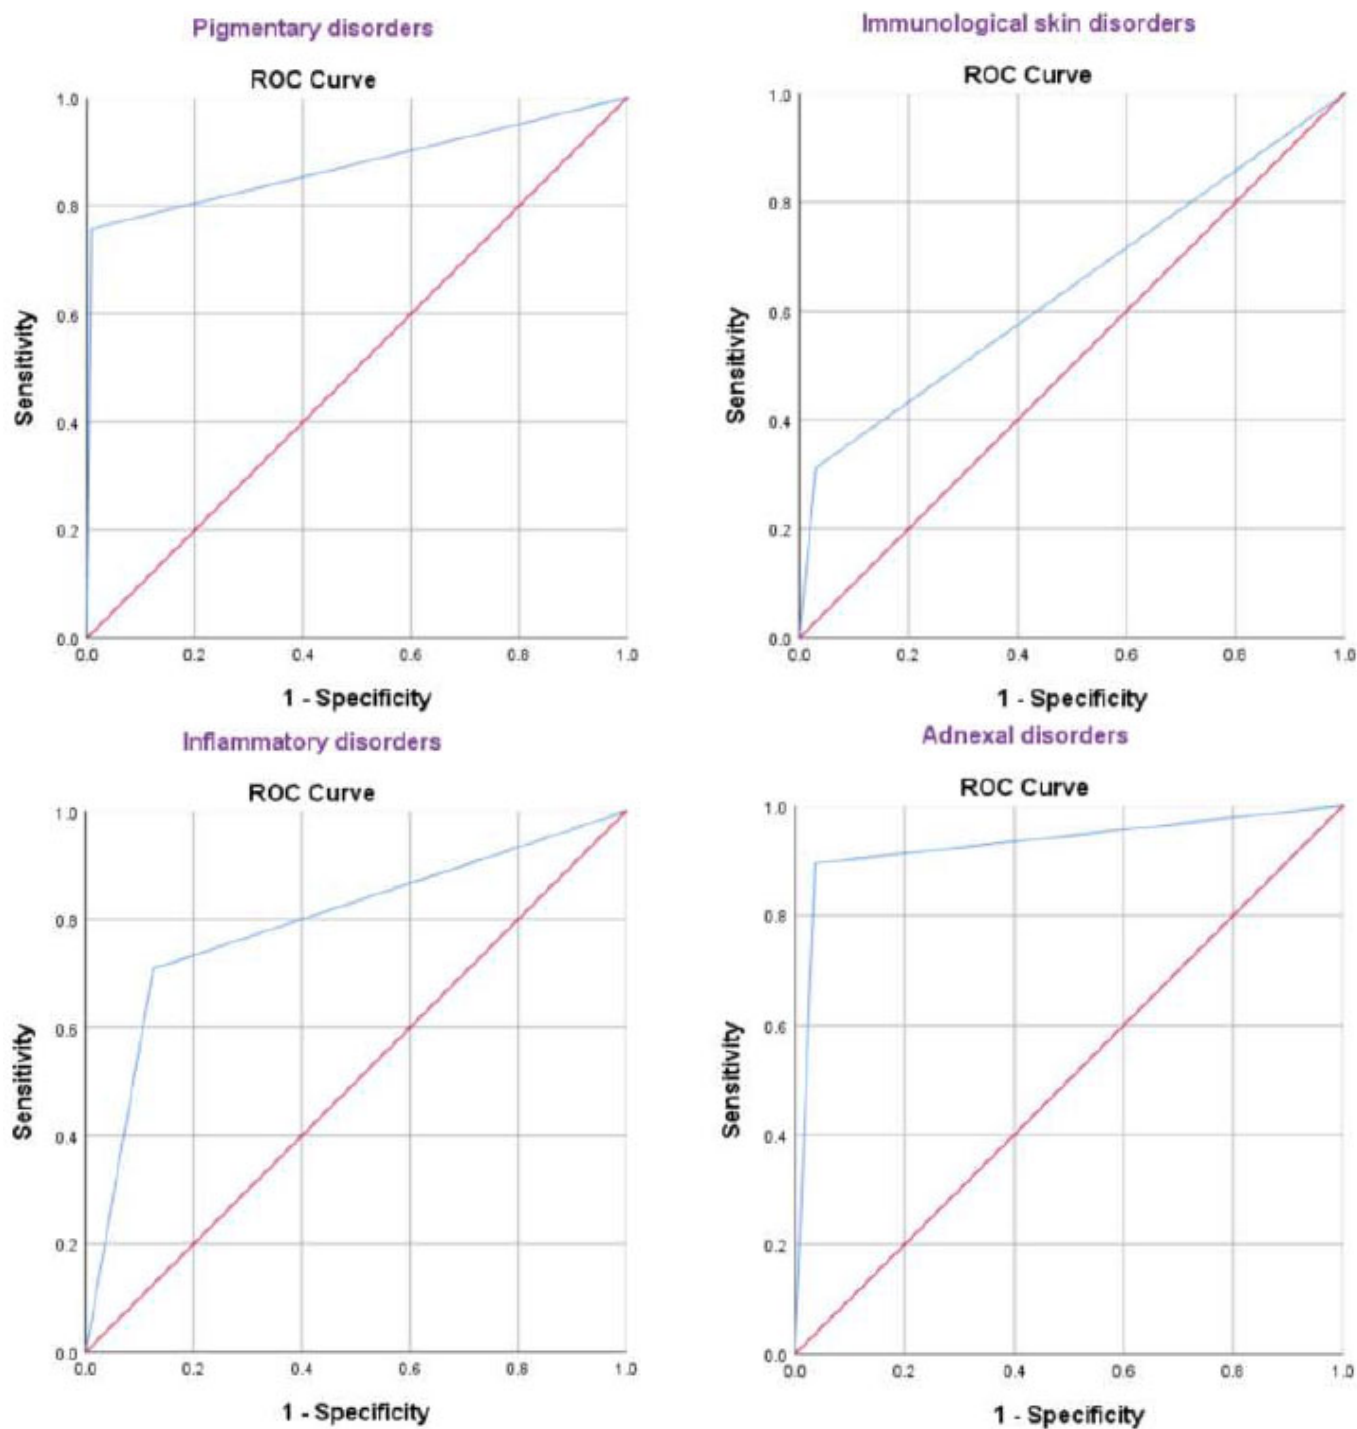 Pigmentary disorders
ROC Curve
1.0
0.8
0.6
0.4
0.2
0.0
Sensitivity
0.0 0.2 0.4 0.6 0.8 1.0
1 - Specificity
Immunological skin disorders
ROC Curve
1.0
0.8
0.6
0.4
0.2
0.0
Sensitivity
0.0 0.2 0.4 0.6 0.8 1.0
1 - Specificity
Inflammatory disorders
ROC Curve
1.0
0.8
0.6
0.4
0.2
0.0
Sensitivity
0.0 0.2 0.4 0.6 0.8 1.0
1 - Specificity
Adnexal disorders
ROC Curve
1.0
0.8
0.6
0.4
0.2
0.0
Sensitivity
0.0 0.2 0.4 0.6 0.8 1.0
1 - Specificity